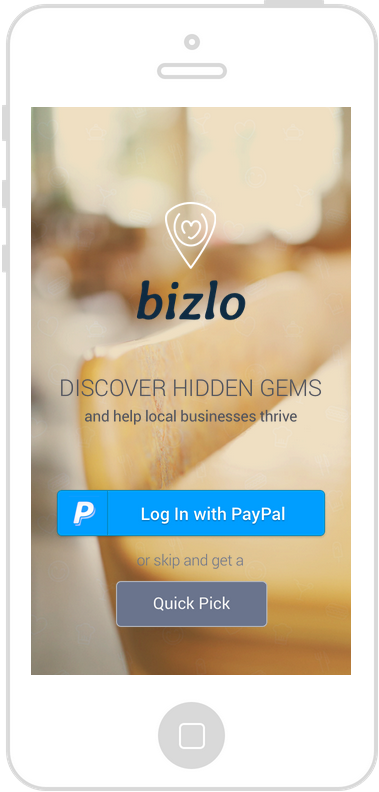 bizlo
DISCOVER HIDDEN GEMS
and help local businesses thrive
P
Log In with PayPal
or skip and get a
Quick Pick